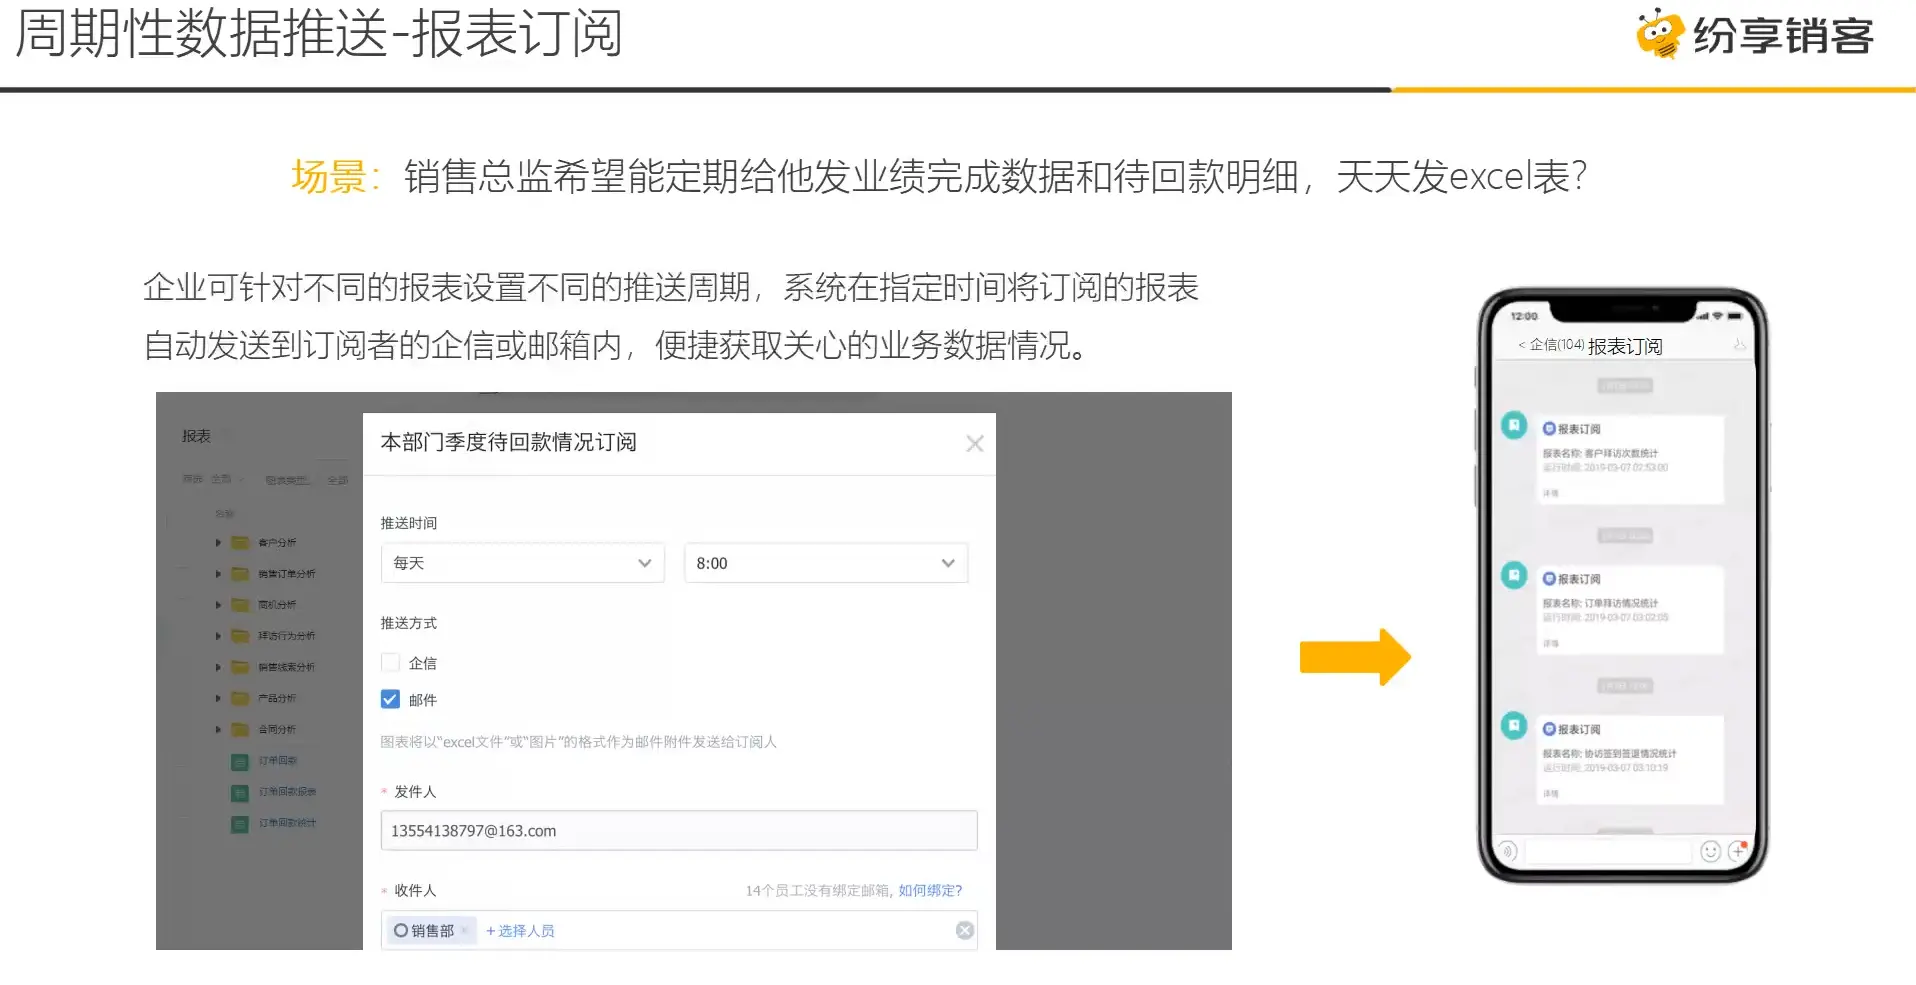 周期性数据推送-报表订阅
纷享销客
场景：销售总监希望能定期给他发业绩完成数据和待回款明细，天天发excel表？
企业可针对不同的报表设置不同的推送周期，系统在指定时间将订阅的报表
自动发送到订阅者的企信或邮箱内，便捷获取关心的业务数据情况。
报表
全部
名称
客户分析
销售订单分析
商机分析
拜访行为分析
销售线索分析
产品分析
合同分析
订单回款
订单回款报表
订单回款统计
本部门季度待回款情况订阅
推送时间
每天
8:00
推送方式
企信
邮件
图表将以“excel文件”或“图片”的格式作为邮件附件发送给订阅人
* 发件人
13554138797@163.com
* 收件人
14个员工没有绑定邮箱, 如何绑定?
销售部 × +选择人员
12:00
< 企信(104) 报表订阅
报表订阅
报表名称: 客户拜访次数统计
运行时间: 2019-03-07 02:53:00
详情
报表订阅
报表名称: 订单拜访情况统计
运行时间: 2019-03-07 03:02:05
详情
报表订阅
报表名称: 协访签到签退情况统计
运行时间: 2019-03-07 03:10:19
详情